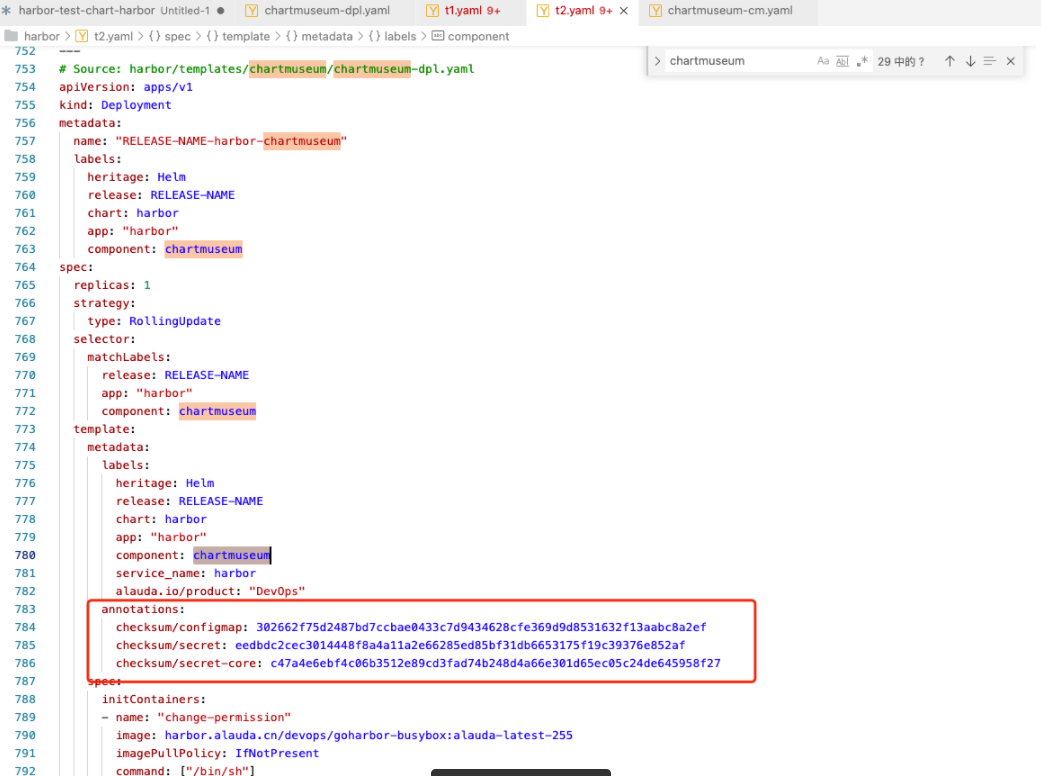 harbor-test-chart-harbor Untitled-1 ● chartmuseum-dpl.yaml t1.yaml 9+ t2.yaml 9+ × chartmuseum-cm.yaml
harbor > t2.yaml > {} spec > {} template > {} metadata > {} labels > component
chartmuseum Aa Abl .* 29 中的 ?
752 ---
753 # Source: harbor/templates/chartmuseum/chartmuseum-dpl.yaml
754 apiVersion: apps/v1
755 kind: Deployment
756 metadata:
757 name: "RELEASE-NAME-harbor-chartmuseum"
758 labels:
759 heritage: Helm
760 release: RELEASE-NAME
761 chart: harbor
762 app: "harbor"
763 component: chartmuseum
764 spec:
765 replicas: 1
766 strategy:
767 type: RollingUpdate
768 selector:
769 matchLabels:
770 release: RELEASE-NAME
771 app: "harbor"
772 component: chartmuseum
773 template:
774 metadata:
775 labels:
776 heritage: Helm
777 release: RELEASE-NAME
778 chart: harbor
779 app: "harbor"
780 component: chartmuseum
781 service_name: harbor
782 alauda.io/product: "DevOps"
783 annotations:
784 checksum/configmap: 302662f75d2487bd7ccbae0433c7d9434628cfe369d9d8531632f13aabc8a2ef
785 checksum/secret: eedbdc2cec3014448f8a4a11a2e66285ed85bf31db6653175f19c39376e852af
786 checksum/secret-core: c47a4e6ebf4c06b3512e89cd3fad74b248d4a66e301d65ec05c24de645958f27
787 spec:
788 initContainers:
789 - name: "change-permission"
790 image: harbor.alauda.cn/devops/goharbor-busybox:alauda-latest-255
791 imagePullPolicy: IfNotPresent
792 command: ["/bin/sh"]